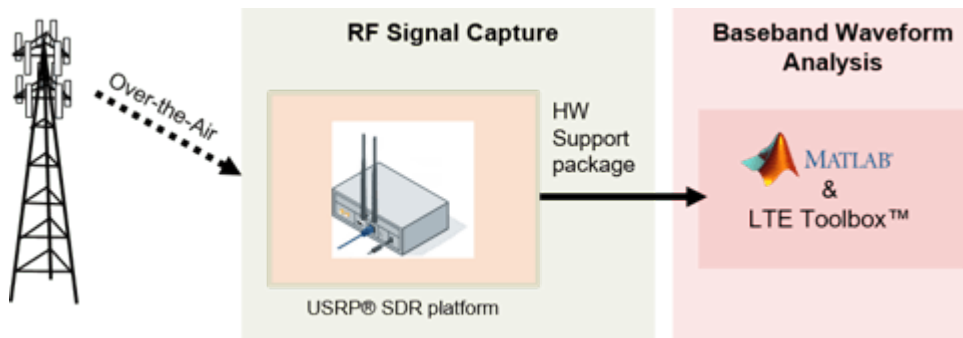 Over-the-Air
RF Signal Capture
HW
Support
package
USRP® SDR platform
Baseband Waveform
Analysis
MATLAB®
&
LTE Toolbox™